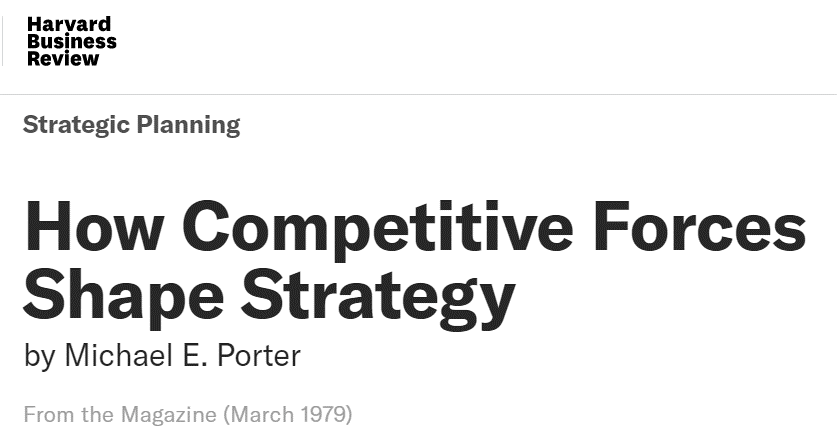 Harvard
Business
Review
Strategic Planning
How Competitive Forces
Shape Strategy
by Michael E. Porter
From the Magazine (March 1979)